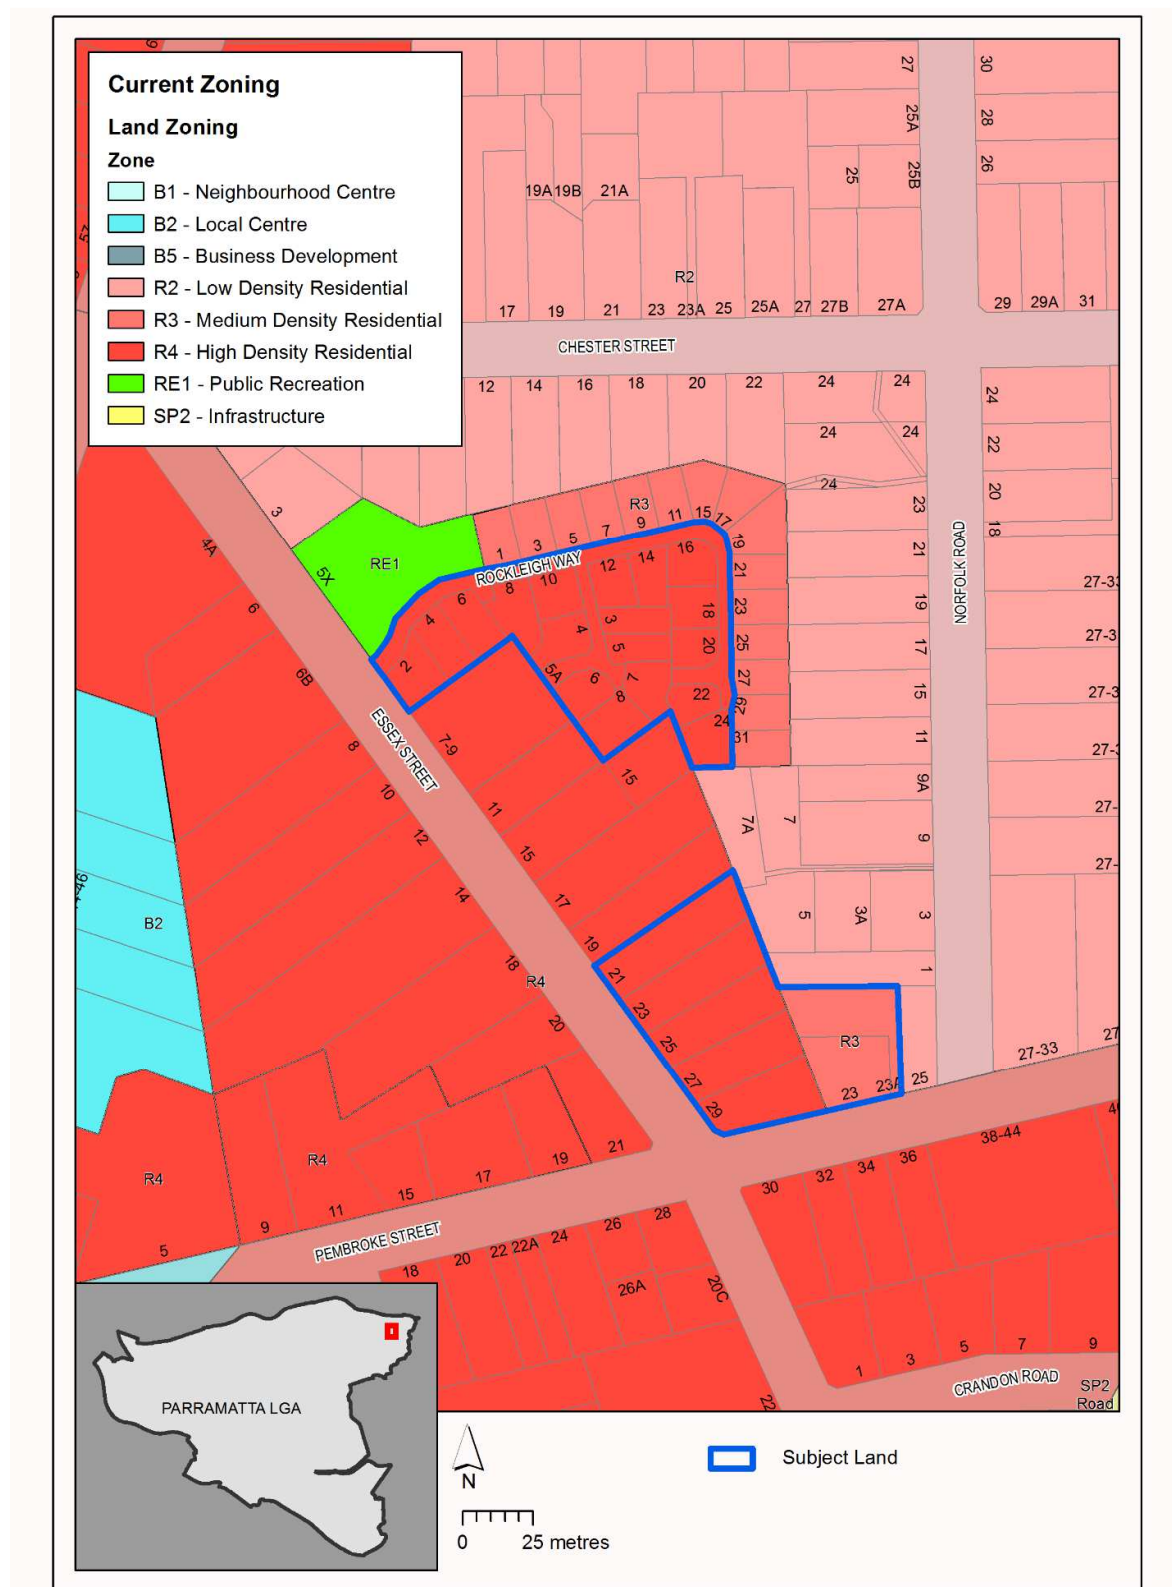 Current Zoning
Land Zoning
Zone
B1 - Neighbourhood Centre
B2 - Local Centre
B5 - Business Development
R2 - Low Density Residential
R3 - Medium Density Residential
R4 - High Density Residential
RE1 - Public Recreation
SP2 - Infrastructure
27
30
25A
28
25
25B
26
19A 19B 21A
R2
17 19 21 23 23A 25 25A 27 27B 27A 29 29A 31
CHESTER STREET
12 14 16 18 20 22 24 24
24
24 24
22
24
20
18
NORFOLK ROAD
23
21
19
17
15
11
9A
9
3
1
27-33
3
4A
5X
RE1
R3
1 3 5 7 9 11 15 17
19
21
23
25
27
29
31
ROCKLEIGH WAY
2 4 6 8 10 12 14 16
18
20
22
24
3
4
5
5A
6
7
8
6
6B
ESSEX STREET
7-9
8
10
11
12
14
15
15
17
18
19
20
7A 7
5 3A
B2
R4
21
23
25
27
29
R3
23 23A 25
27-33
R4
R4
5 9 11 15 17 19 21
PEMBROKE STREET
18 20 22 22A 24 26 28
26A
20C
22
30 32 34 36 38-44
1 3 5 7 9
CRANDON ROAD
SP2
Road
PARRAMATTA LGA
N
0 25 metres
Subject Land